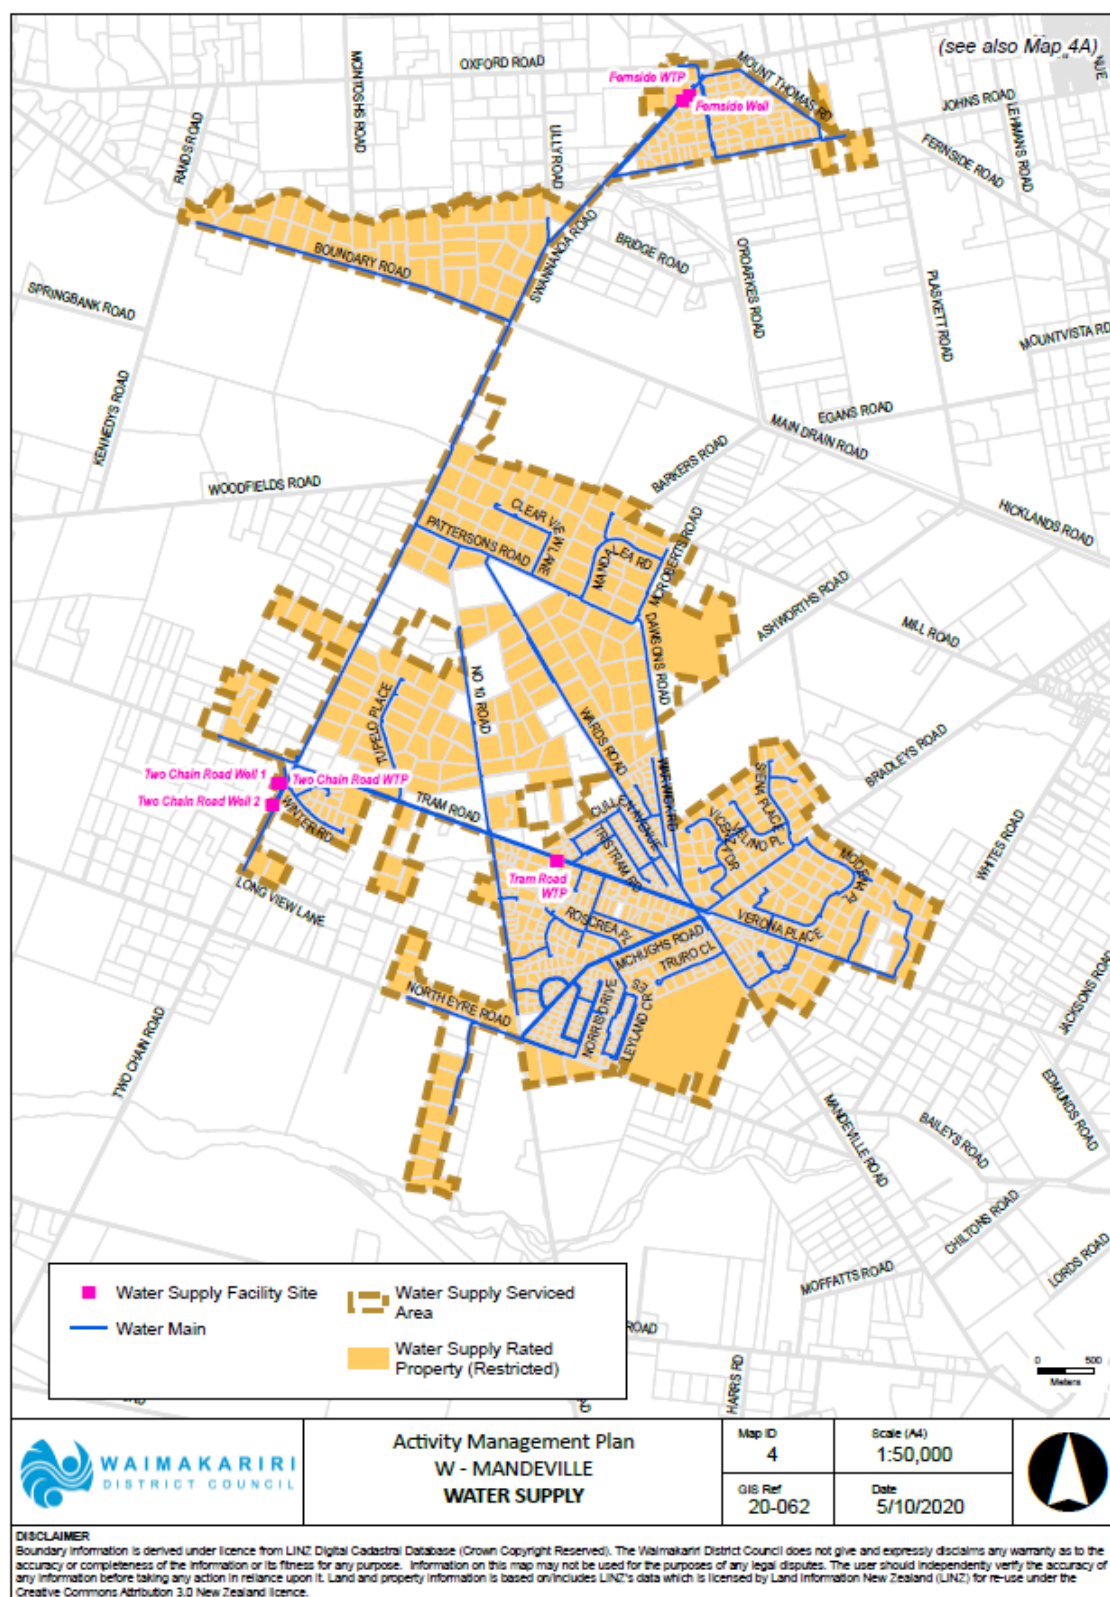 (see also Map 4A)
OXFORD ROAD
MONTOSHS ROAD
MOUNT THOMAS RD
Fernside WTP
Fernside Well
JOHNS ROAD
LEHMANS ROAD
FERNSIDE ROAD
RANDS ROAD
LILLY ROAD
BOUNDARY ROAD
SWANNANOA ROAD
BRIDGE ROAD
O'ROARKES ROAD
PLASKETT ROAD
SPRINGBANK ROAD
MOUNTVISTA RD
KENNEDYS ROAD
EGANS ROAD
MAIN DRAIN ROAD
BARKERS ROAD
WOODFIELDS ROAD
HICKLANDS ROAD
CLEAR VIEW LANE
PATTERSONS ROAD
MANDALEA RD
MCROBERTS ROAD
ASHWORTHS ROAD
MILL ROAD
DAWSONS ROAD
NO 10 ROAD
TUPELO PLACE
WARDS ROAD
BRADLEYS ROAD
Two Chain Road Well 1
Two Chain Road WTP
Two Chain Road Well 2
WINTER RD
TRAM ROAD
WARWICK RD
CULLEN AVENUE
TRISTRAM RD
SIENA PLACE
VELINO PL
VICENZA DR
MODENA PL
WHITES ROAD
Tram Road
WTP
LONG VIEW LANE
ROSCREA PL
MCHUGHS ROAD
VERONA PLACE
TRURO CL
NORTH EYRE ROAD
NORRIS DRIVE
LEYLAND CRES
JACKSONS ROAD
TWO CHAIN ROAD
EDMUNDS ROAD
MANDEVILLE ROAD
BAILEYS ROAD
CHILTONS ROAD
LORDS ROAD
MOFFATTS ROAD
HARRS RD
Water Supply Facility Site
Water Main
Water Supply Serviced
Area
Water Supply Rated
Property (Restricted)
0 500
Meters
WAIMAKARIRI
DISTRICT COUNCIL
Activity Management Plan
W - MANDEVILLE
WATER SUPPLY
Map ID
4
Scale (A4)
1:50,000
GIS Ref
20-062
Date
5/10/2020
DISCLAIMER
Boundary Information is derived under licence from LINZ Digital Cadastral Database (Crown Copyright Reserved). The Waimakariri District Council does not give and expressly disclaims any warranty as to the
accuracy or completeness of the information or its fitness for any purpose. Information on this map may not be used for the purposes of any legal disputes. The user should independently verify the accuracy of
any information before taking any action in reliance upon it. Land and property information is based on/includes LINZ's data which is licensed by Land Information New Zealand (LINZ) for re-use under the
Creative Commons Attribution 3.0 New Zealand licence.